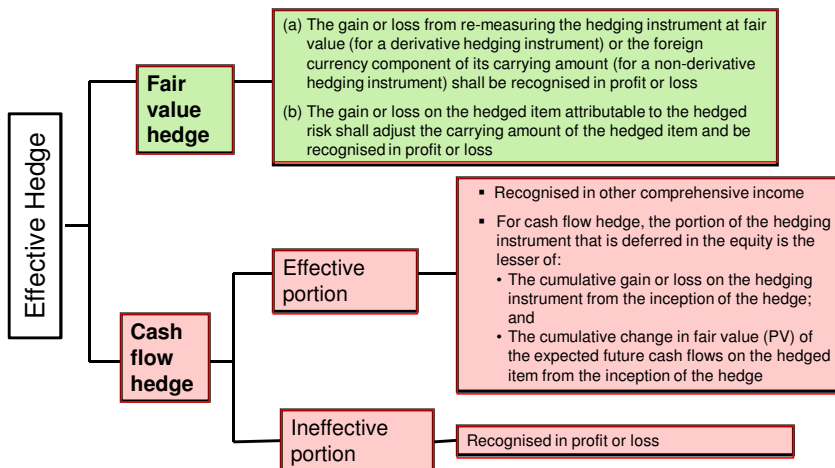 Effective Hedge
Fair
value
hedge
(a) The gain or loss from re-measuring the hedging instrument at fair
value (for a derivative hedging instrument) or the foreign
currency component of its carrying amount (for a non-derivative
hedging instrument) shall be recognised in profit or loss
(b) The gain or loss on the hedged item attributable to the hedged
risk shall adjust the carrying amount of the hedged item and be
recognised in profit or loss
Cash
flow
hedge
Effective
portion
▪ Recognised in other comprehensive income
▪ For cash flow hedge, the portion of the hedging
instrument that is deferred in the equity is the
lesser of:
• The cumulative gain or loss on the hedging
instrument from the inception of the hedge;
and
• The cumulative change in fair value (PV) of
the expected future cash flows on the hedged
item from the inception of the hedge
Ineffective
portion
Recognised in profit or loss